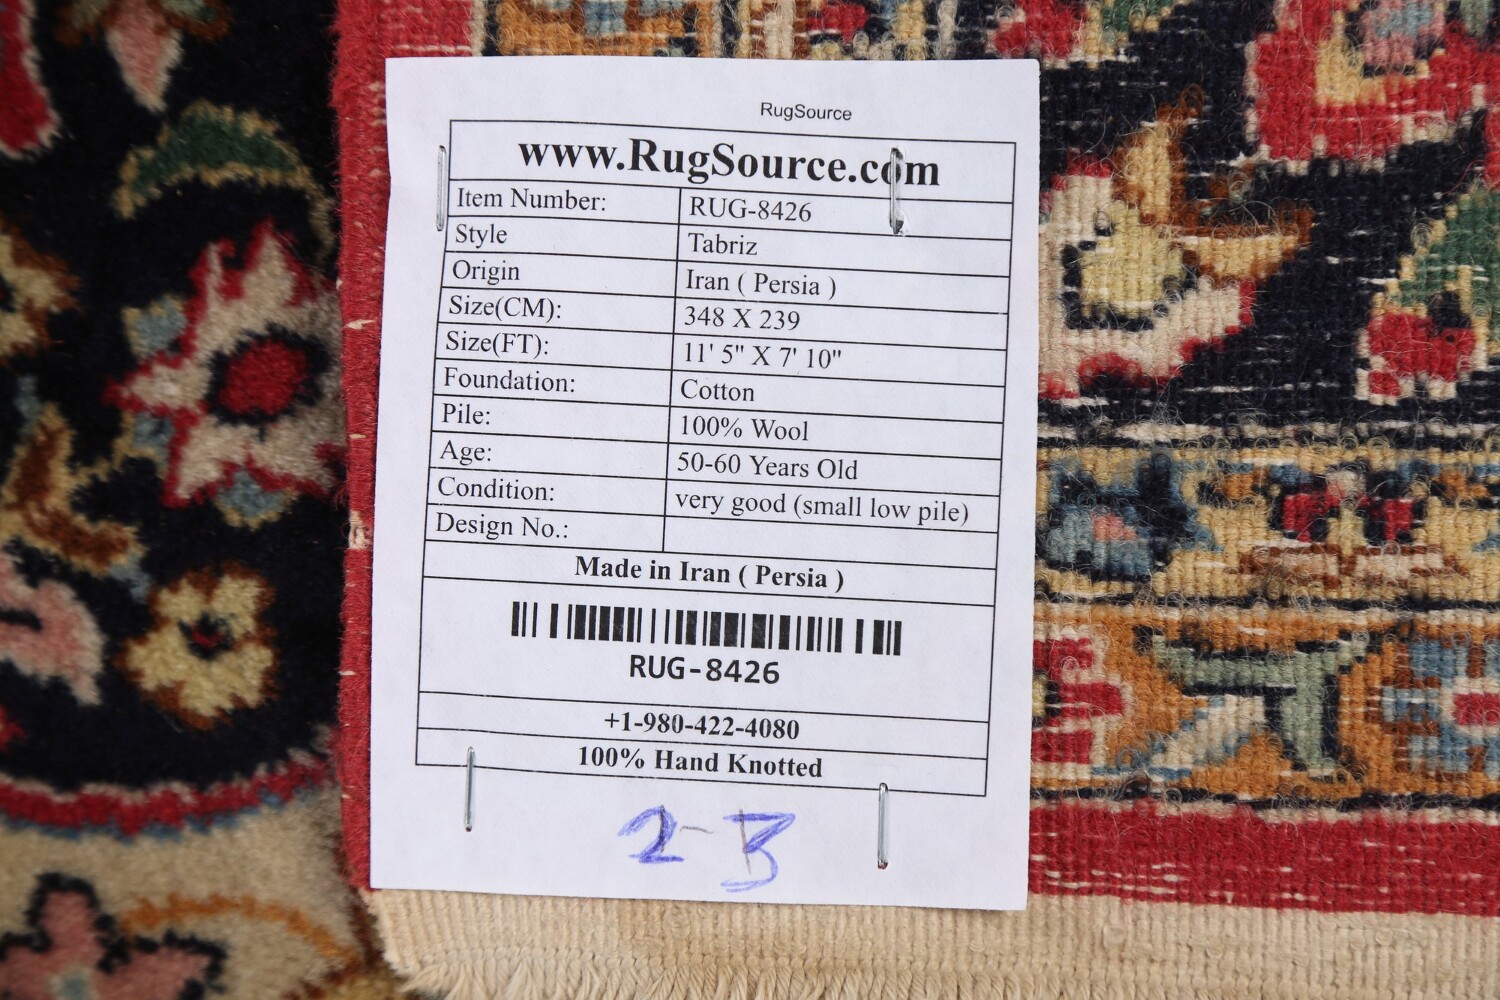 RugSource
www.RugSource.com
Item Number: RUG-8426
Style Tabriz
Origin Iran ( Persia )
Size(CM): 348 X 239
Size(FT): 11' 5" X 7' 10"
Foundation: Cotton
Pile: 100% Wool
Age: 50-60 Years Old
Condition: very good (small low pile)
Design No.:
Made in Iran ( Persia )
RUG-8426
+1-980-422-4080
100% Hand Knotted